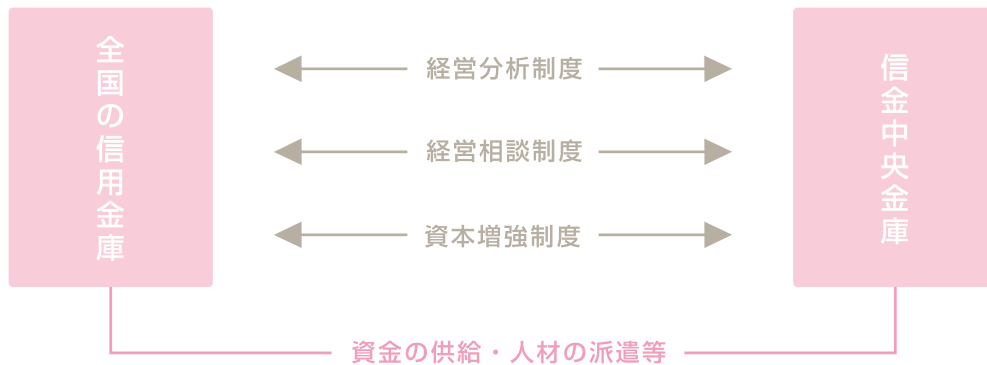 全国の信用金庫
経営分析制度
経営相談制度
資本増強制度
信金中央金庫
資金の供給・人材の派遣等